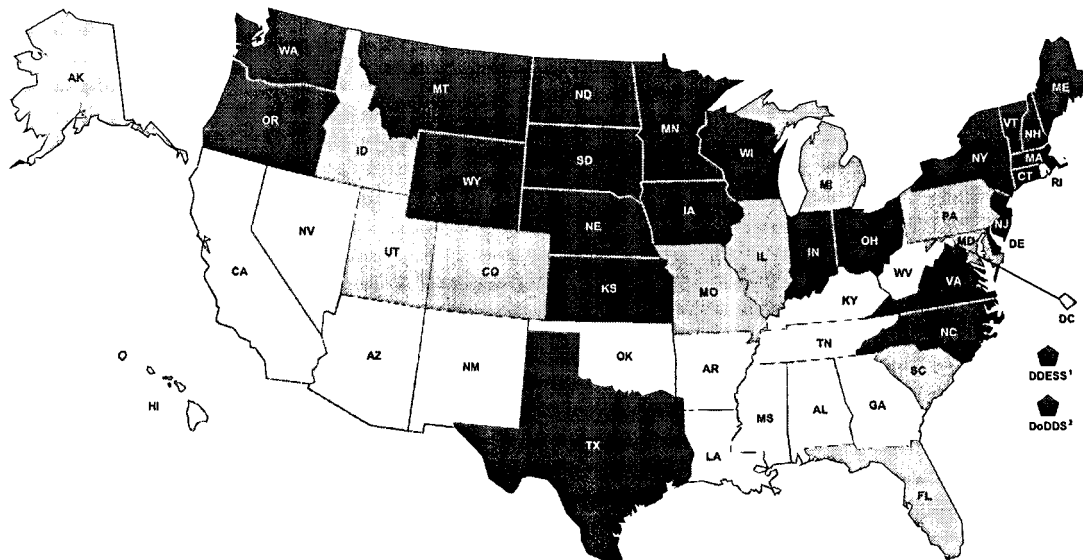 AK
WA
MT
ND
MN
ME
VT
NH
OR
ID
SD
WI
NY
MA
CT
RI
WY
MI
IA
PA
NJ
NE
NV
UT
CO
IL
IN
OH
MD
DE
CA
WV
VA
KS
MO
KY
DC
NC
TN
AZ
NM
OK
AR
SC
DDESS¹
HI
MS
AL
GA
DoDDS²
TX
LA
FL